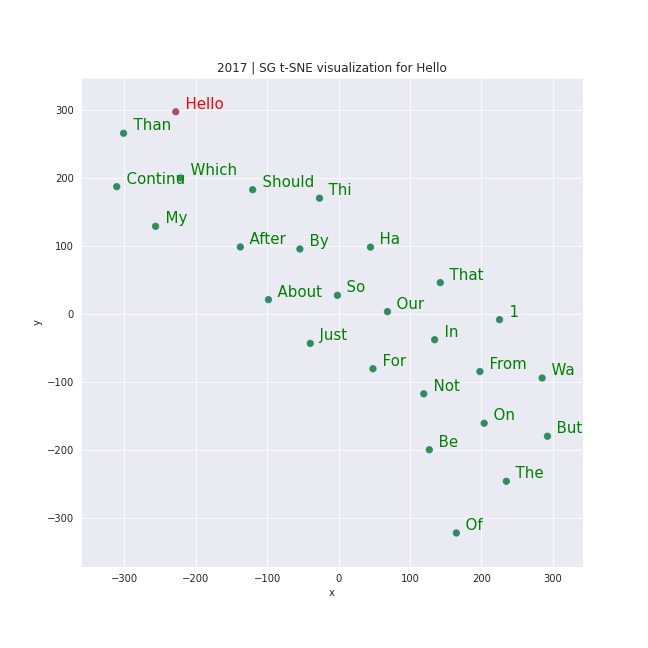 2017 | SG t-SNE visualization for Hello
Hello
Than
Which
Continu
Should
Thi
My
After
By
Ha
That
About
So
Our
1
Just
In
For
From
Wa
Not
On
But
Be
The
Of
300
200
100
0
−100
−200
−300
y
−300 −200 −100 0 100 200 300
x